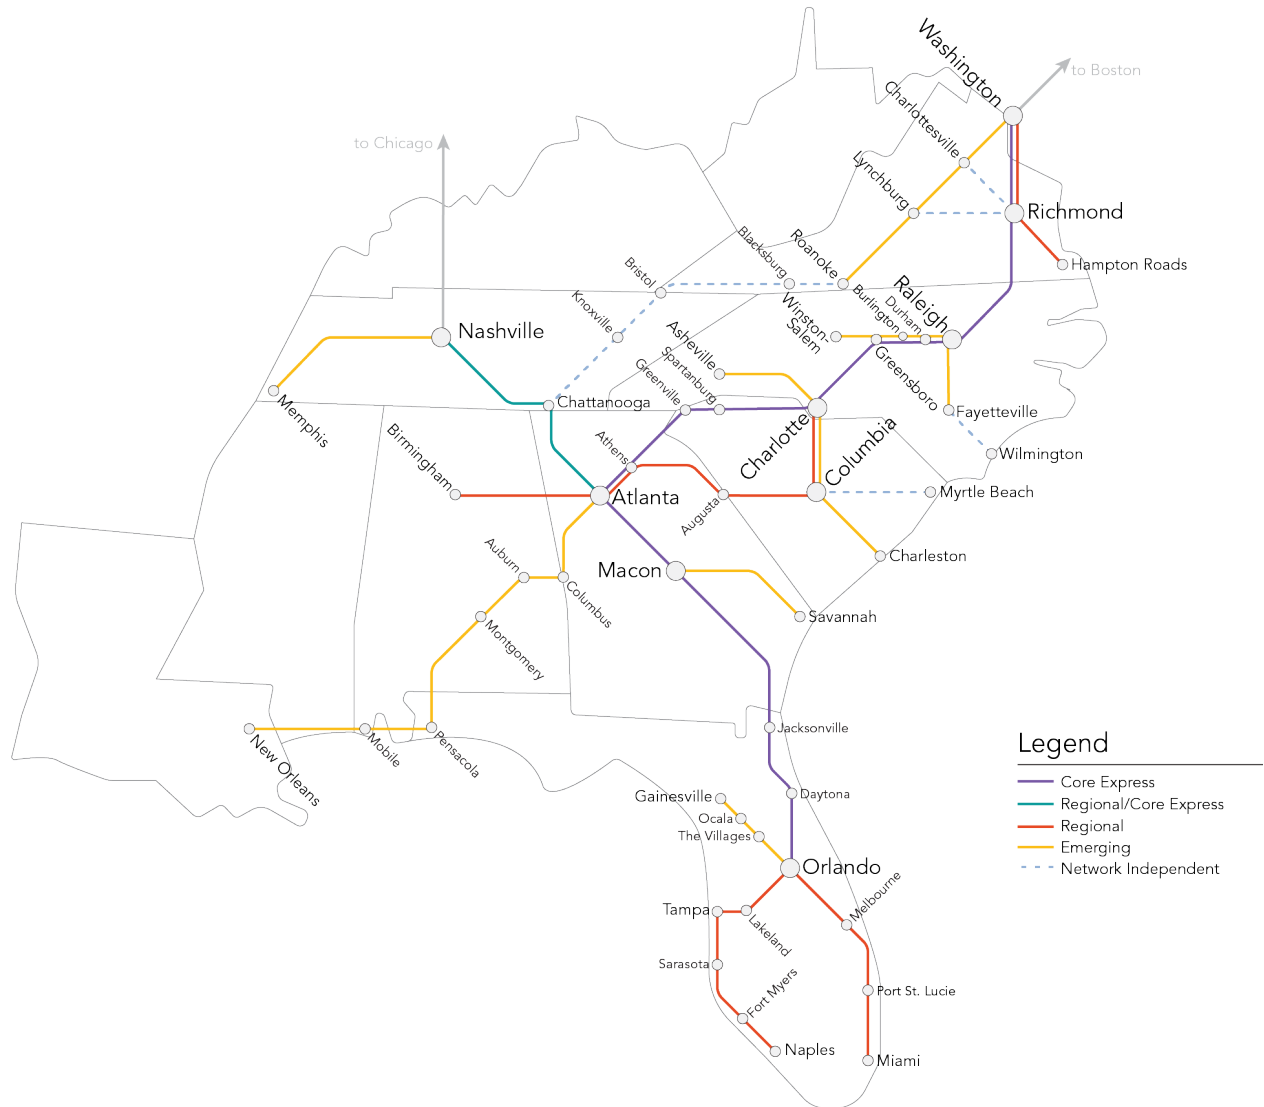 Washington
to Boston
Charlottesville
to Chicago
Lynchburg
Richmond
Blacksburg
Roanoke
Hampton Roads
Bristol
Raleigh
Burlington
Durham
Knoxville
Winston-
Salem
Nashville
Asheville
Spartanburg
Greenville
Greensboro
Chattanooga
Fayetteville
Memphis
Charlotte
Columbia
Birmingham
Athens
Wilmington
Atlanta
Augusta
Myrtle Beach
Auburn
Charleston
Macon
Columbus
Savannah
Montgomery
Jacksonville
New Orleans
Mobile
Pensacola
Gainesville
Daytona
Ocala
The Villages
Orlando
Melbourne
Tampa
Lakeland
Sarasota
Fort Myers
Port St. Lucie
Naples
Miami
Legend
Core Express
Regional/Core Express
Regional
Emerging
Network Independent